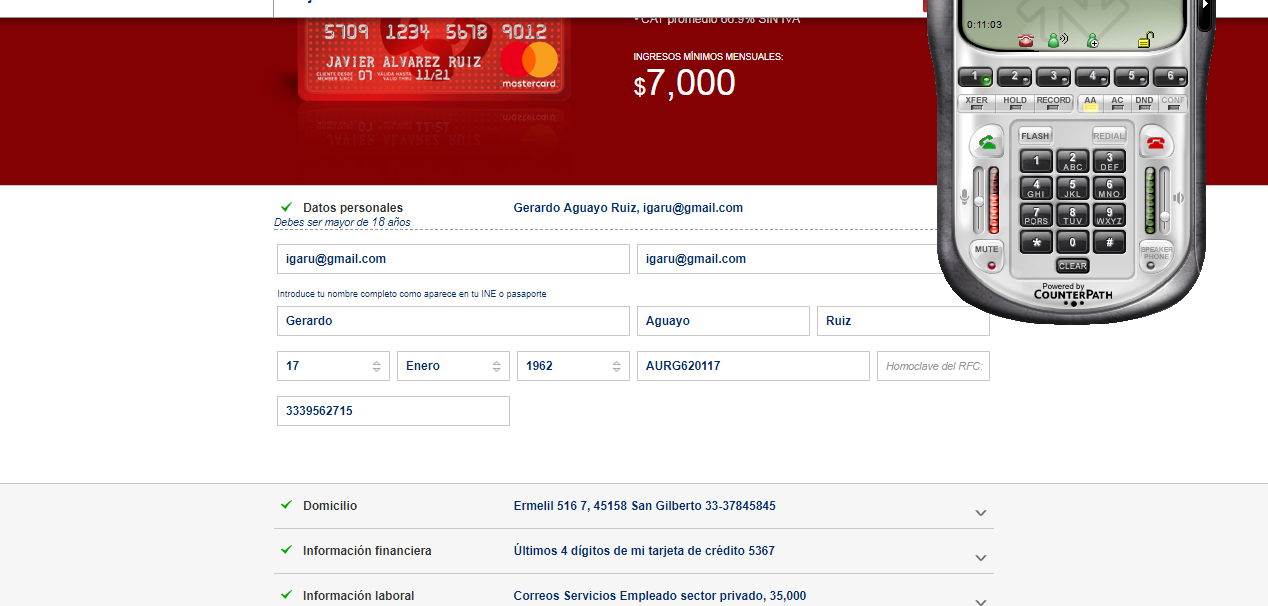 - CAT promedio 66.9% SIN IVA
5709 1234 5678 9012
JAVIER ALVAREZ RUIZ
CLIENTE DESDE
MEMBER SINCE 07 VÁLIDA HASTA
VALID THRU 11/21
mastercard
INGRESOS MÍNIMOS MENSUALES:
$7,000
0:11:03
1 2 3 4 5 6
XFER HOLD RECORD AA AC DND CONF
FLASH REDIAL
1 2 ABC 3 DEF
4 GHI 5 JKL 6 MNO
7 PQRS 8 TUV 9 WXYZ
* 0 #
MUTE
SPEAKER
PHONE
CLEAR
Powered by
COUNTERPATH
Datos personales Gerardo Aguayo Ruiz, igaru@gmail.com
Debes ser mayor de 18 años
igaru@gmail.com igaru@gmail.com
Introduce tu nombre completo como aparece en tu INE o pasaporte
Gerardo Aguayo Ruiz
17 Enero 1962 AURG620117 Homoclave del RFC:
3339562715
Domicilio Ermelil 516 7, 45158 San Gilberto 33-37845845
Información financiera Últimos 4 dígitos de mi tarjeta de crédito 5367
Información laboral Correos Servicios Empleado sector privado, 35,000